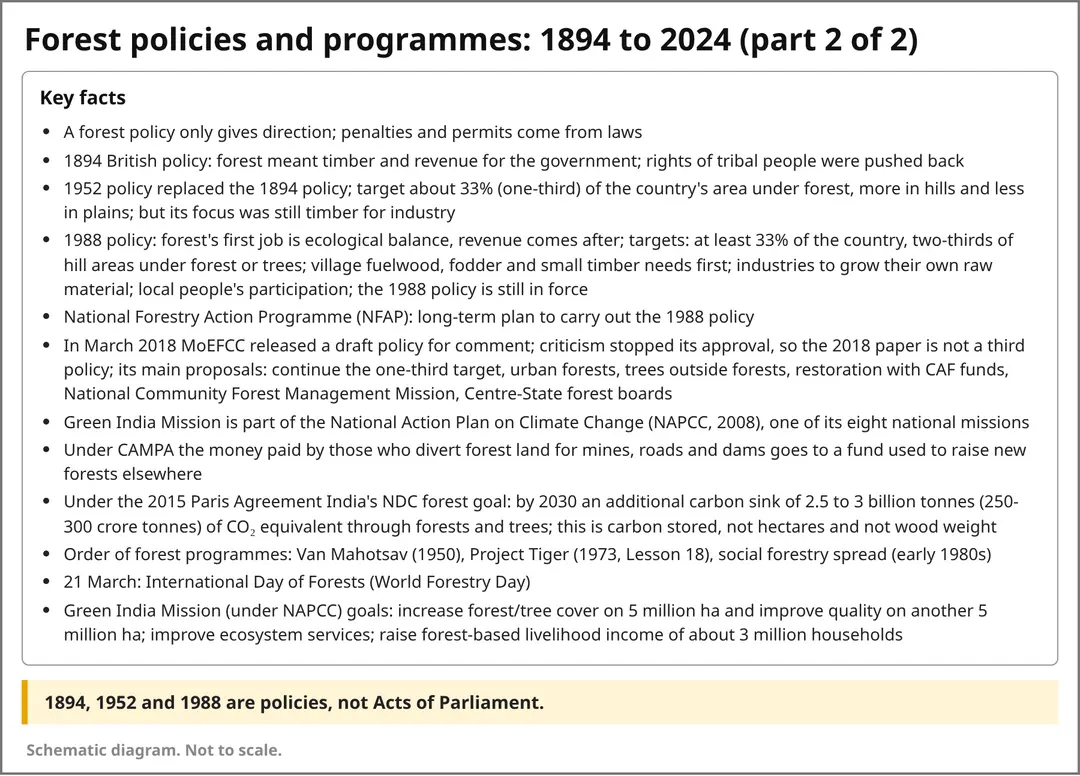 Forest policies and programmes: 1894 to 2024 (part 2 of 2)
Key facts
• A forest policy only gives direction; penalties and permits come from laws
• 1894 British policy: forest meant timber and revenue for the government; rights of tribal people were pushed back
• 1952 policy replaced the 1894 policy; target about 33% (one-third) of the country's area under forest, more in hills and less
in plains; but its focus was still timber for industry
• 1988 policy: forest's first job is ecological balance, revenue comes after; targets: at least 33% of the country, two-thirds of
hill areas under forest or trees; village fuelwood, fodder and small timber needs first; industries to grow their own raw
material; local people's participation; the 1988 policy is still in force
• National Forestry Action Programme (NFAP): long-term plan to carry out the 1988 policy
• In March 2018 MoEFCC released a draft policy for comment; criticism stopped its approval, so the 2018 paper is not a third
policy; its main proposals: continue the one-third target, urban forests, trees outside forests, restoration with CAF funds,
National Community Forest Management Mission, Centre-State forest boards
• Green India Mission is part of the National Action Plan on Climate Change (NAPCC, 2008), one of its eight national missions
• Under CAMPA the money paid by those who divert forest land for mines, roads and dams goes to a fund used to raise new
forests elsewhere
• Under the 2015 Paris Agreement India's NDC forest goal: by 2030 an additional carbon sink of 2.5 to 3 billion tonnes (250-
300 crore tonnes) of CO₂ equivalent through forests and trees; this is carbon stored, not hectares and not wood weight
• Order of forest programmes: Van Mahotsav (1950), Project Tiger (1973, Lesson 18), social forestry spread (early 1980s)
• 21 March: International Day of Forests (World Forestry Day)
• Green India Mission (under NAPCC) goals: increase forest/tree cover on 5 million ha and improve quality on another 5
million ha; improve ecosystem services; raise forest-based livelihood income of about 3 million households
1894, 1952 and 1988 are policies, not Acts of Parliament.
Schematic diagram. Not to scale.